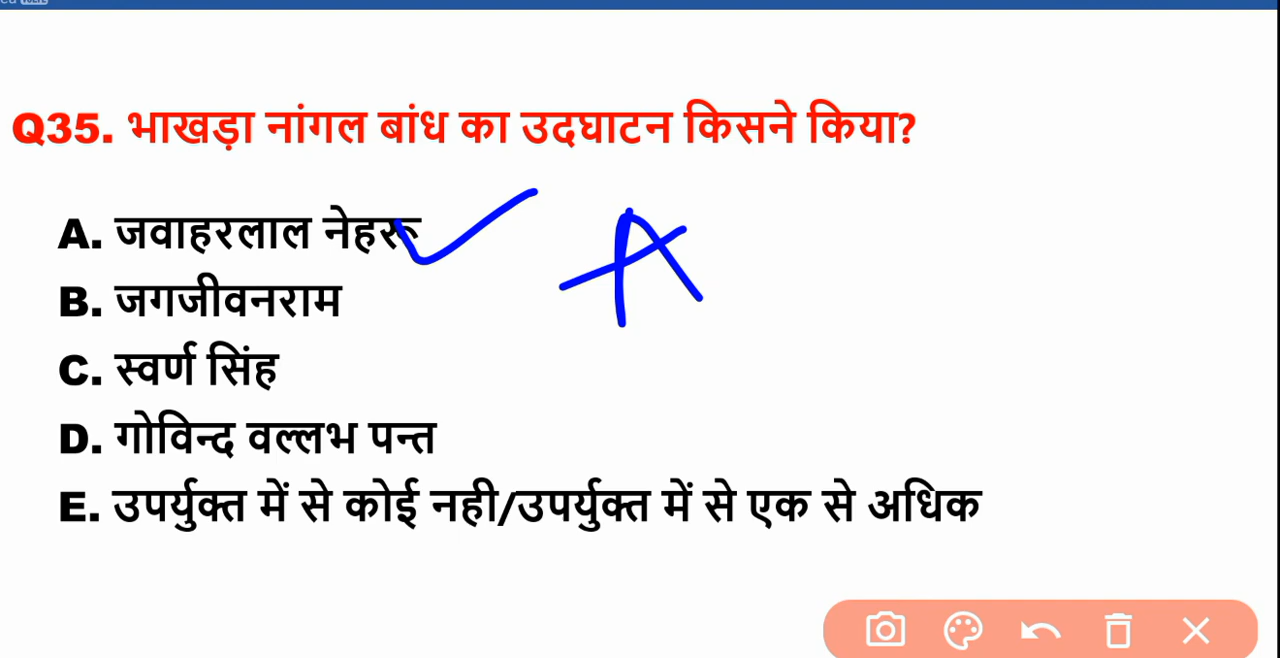 Q35. भाखड़ा नांगल बांध का उदघाटन किसने किया?
A. जवाहरलाल नेहरू
A
B. जगजीवनराम
C. स्वर्ण सिंह
D. गोविन्द वल्लभ पन्त
E. उपर्युक्त में से कोई नही/उपर्युक्त में से एक से अधिक